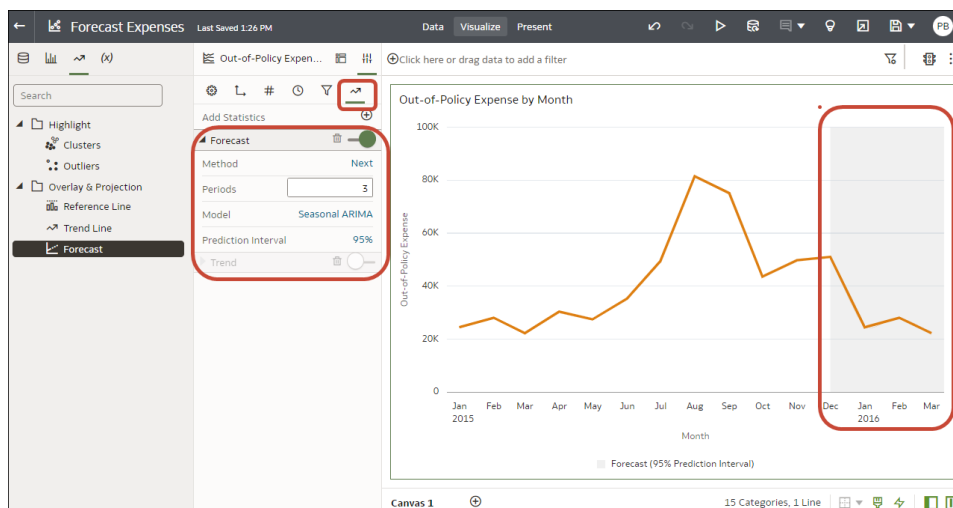 Forecast Expenses Last Saved 1:26 PM Data Visualize Present PB
(x)
Search
Highlight
Clusters
Outliers
Overlay & Projection
Reference Line
Trend Line
Forecast
Out-of-Policy Expen...
#
Add Statistics
Forecast
Method Next
Periods 3
Model Seasonal ARIMA
Prediction Interval 95%
Trend
Click here or drag data to add a filter
Out-of-Policy Expense by Month
100K
80K
60K
40K
20K
0
Out-of-Policy Expense
Jan Feb Mar Apr May Jun Jul Aug Sep Oct Nov Dec Jan Feb Mar
2015 2016
Month
Forecast (95% Prediction Interval)
Canvas 1 15 Categories, 1 Line